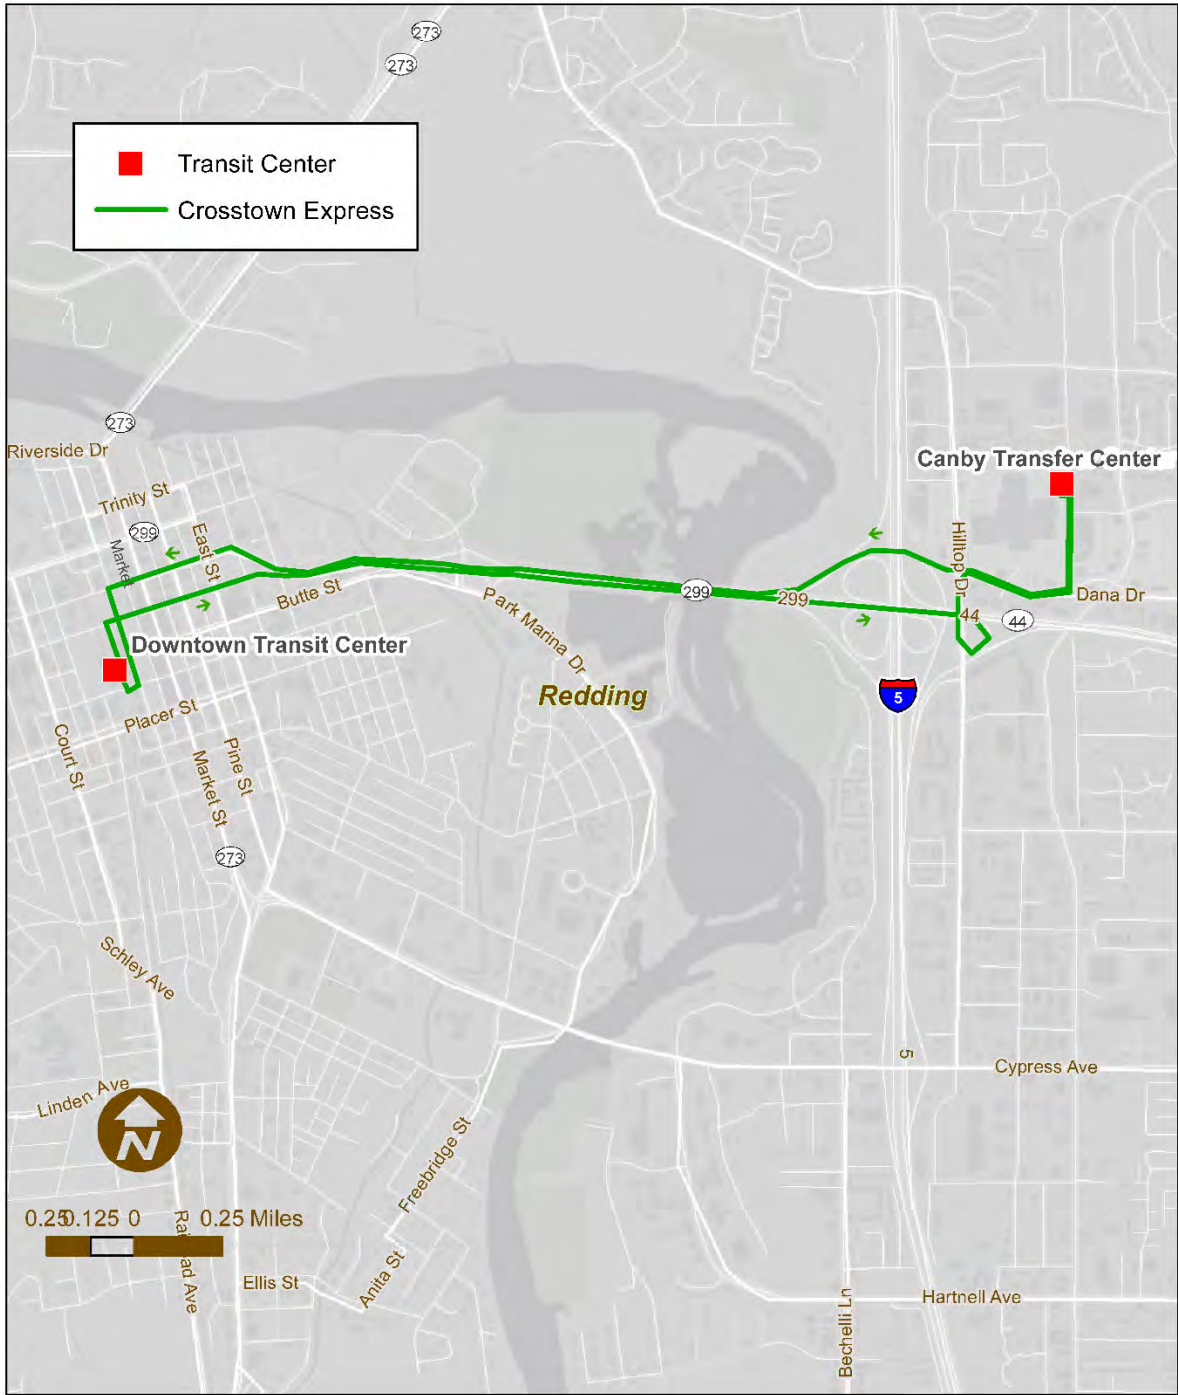 273
273
Transit Center
Crosstown Express
273
Riverside Dr
Canby Transfer Center
Trinity St
299
East St
Market
Hilltop Dr
Butte St
299
299
Dana Dr
Park Marina Dr
44
44
Downtown Transit Center
Redding
5
Placer St
Court St
Pine St
Market St
273
Schley Ave
5
Cypress Ave
Linden Ave
N
Freebridge St
0.25 0.125 0 0.25 Miles
Railroad Ave
Ellis St
Anita St
Hartnell Ave
Bechelli Ln